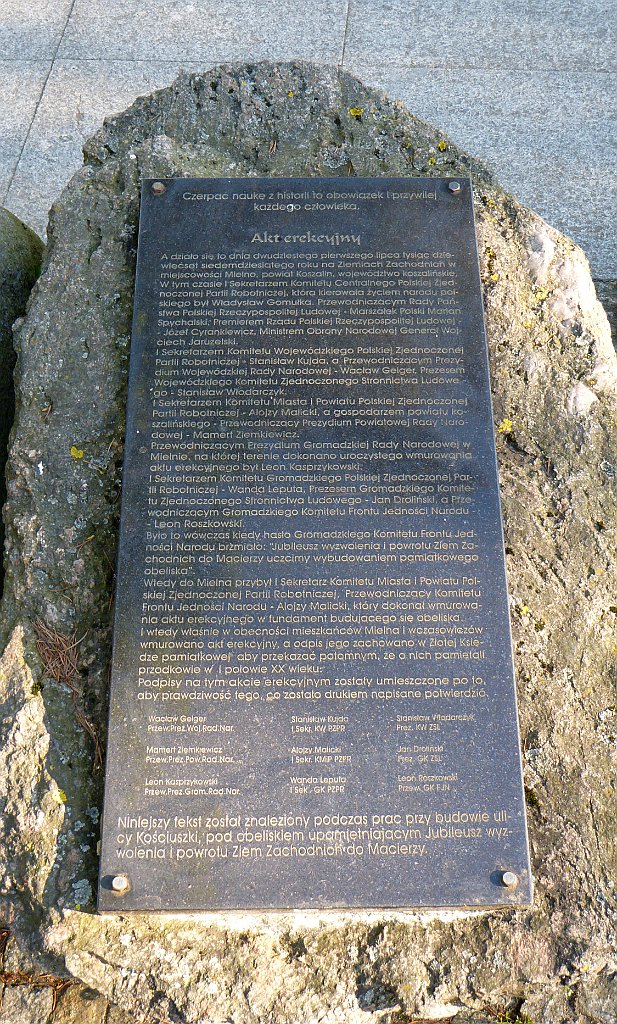 Czerpać naukę z historii to obowiązek i przywilej
każdego człowieka.
Akt erekcyjny
A działo się to dnia dwudziestego pierwszego lipca tysiąc dzie-
więćset siedemdziesiątego roku na Ziemiach Zachodnich w
miejscowości Mielno, powiat Koszalin, województwo koszalińskie,
W tym czasie I Sekretarzem Komitetu Centralnego Polskiej Zjed-
noczonej Partii Robotniczej, która kierowała życiem narodu pol-
skiego był Władysław Gomułka. Przewodniczącym Rady Pań-
stwa Polskiej Rzeczypospolitej Ludowej - Marszałek Polski Marian
Spychalski, Premierem Rządu Polskiej Rzeczypospolitej Ludowej -
- Józef Cyrankiewicz, Ministrem Obrony Narodowej Generał Woj-
ciech Jaruzelski.
I Sekretarzem Komitetu Wojewódzkiego Polskiej Zjednoczonej
Partii Robotniczej - Stanisław Kujda, a Przewodniczącym Prezy-
dium Wojewódzkiej Rady Narodowej - Wacław Geiger, Prezesem
Wojewódzkiego Komitetu Zjednoczonego Stronnictwa Ludowe-
go - Stanisław Włodarczyk.
I Sekretarzem Komitetu Miasta i Powiatu Polskiej Zjednoczonej
Partii Robotniczej - Alojzy Malicki, a gospodarzem powiatu ko-
szalińskiego - Przewodniczący Prezydium Powiatowej Rady Naro-
dowej - Mamert Ziemkiewicz.
Przewodniczącym Prezydium Gromadzkiej Rady Narodowej w
Mielnie, na której terenie dokonano uroczystego wmurowania
aktu erekcyjnego był Leon Kasprzykowski.
I Sekretarzem Komitetu Gromadzkiego Polskiej Zjednoczonej Par-
tii Robotniczej - Wanda Leputa, Prezesem Gromadzkiego Komite-
tu Zjednoczonego Stronnictwa Ludowego - Jan Droliński, a Prze-
wodniczącym Gromadzkiego Komitetu Frontu Jedności Narodu -
- Leon Roszkowski.
Było to wówczas kiedy hasło Gromadzkiego Komitetu Frontu Jed-
ności Narodu brzmiało: "Jubileusz wyzwolenia i powrotu Ziem Za-
chodnich do Macierzy uczcimy wybudowaniem pamiątkowego
obeliska".
Wtedy do Mielna przybył I Sekretarz Komitetu Miasta i Powiatu Pol-
skiej Zjednoczonej Partii Robotniczej, Przewodniczący Komitetu
Frontu Jedności Narodu - Alojzy Malicki, który dokonał wmurowa-
nia aktu erekcyjnego w fundament budującego się obeliska.
I wtedy właśnie w obecności mieszkańców Mielna i wczasowiczów
wmurowano akt erekcyjny, a odpis jego zachowano w Złotej Księ-
dze pamiątkowej aby przekazać potomnym, że o nich pamiętali
przodkowie w I połowie XX wieku.
Podpisy na tym akcie erekcyjnym zostały umieszczone po to,
aby prawdziwość tego, co zostało drukiem napisane potwierdzić.
Wacław Geiger Stanisław Kujda Stanisław Włodarczyk
Przew.Prez.Woj.Rad.Nar. I Sekr. KW PZPR Prez. KW ZSL
Mamert Ziemkiewicz Alojzy Malicki Jan Droliński
Przew.Prez.Pow.Rad.Nar. I Sekr. KMiP PZPR Prez. GK ZSL
Leon Kasprzykowski Wanda Leputa Leon Roszkowski
Przew.Prez.Grom.Rad.Nar. I Sekr. GK PZPR Przew. GK FJN
Niniejszy tekst został znaleziony podczas prac przy budowie uli-
cy Kościuszki, pod obeliskiem upamiętniającym Jubileusz wyz-
wolenia i powrotu Ziem Zachodnich do Macierzy.